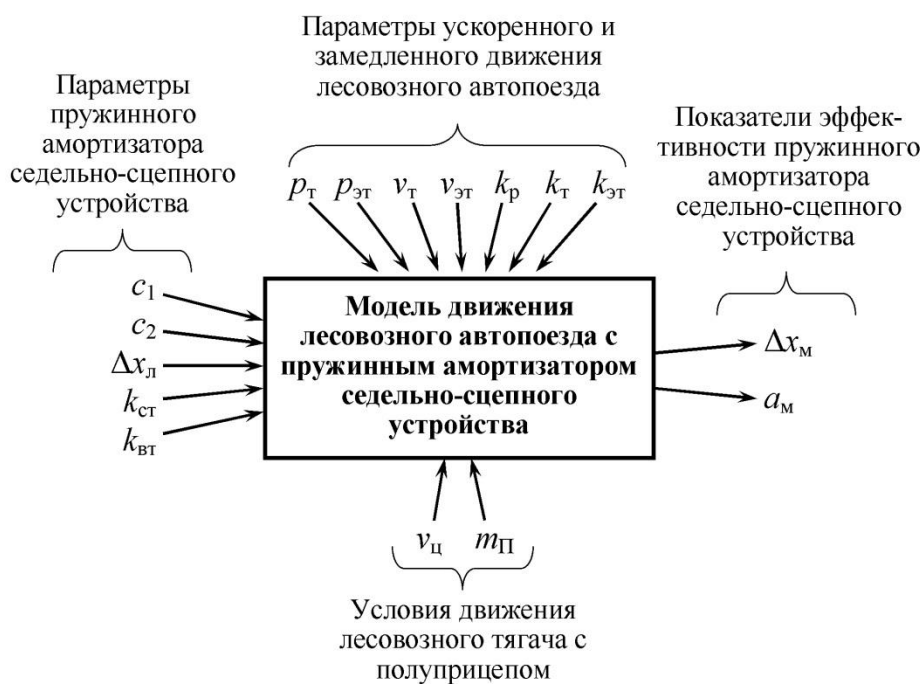 Параметры ускоренного и
замедленного движения
лесовозного автопоезда
Параметры
пружинного
амортизатора
седельно-сцепного
устройства
Показатели эффек-
тивности пружинного
амортизатора
седельно-сцепного
устройства
pт pэт vт vэт kр kт kэт
c1
c2
Δxл
kст
kвт
Модель движения
лесовозного автопоезда с
пружинным амортизатором
седельно-сцепного
устройства
Δxм
aм
vц mП
Условия движения
лесовозного тягача с
полуприцепом